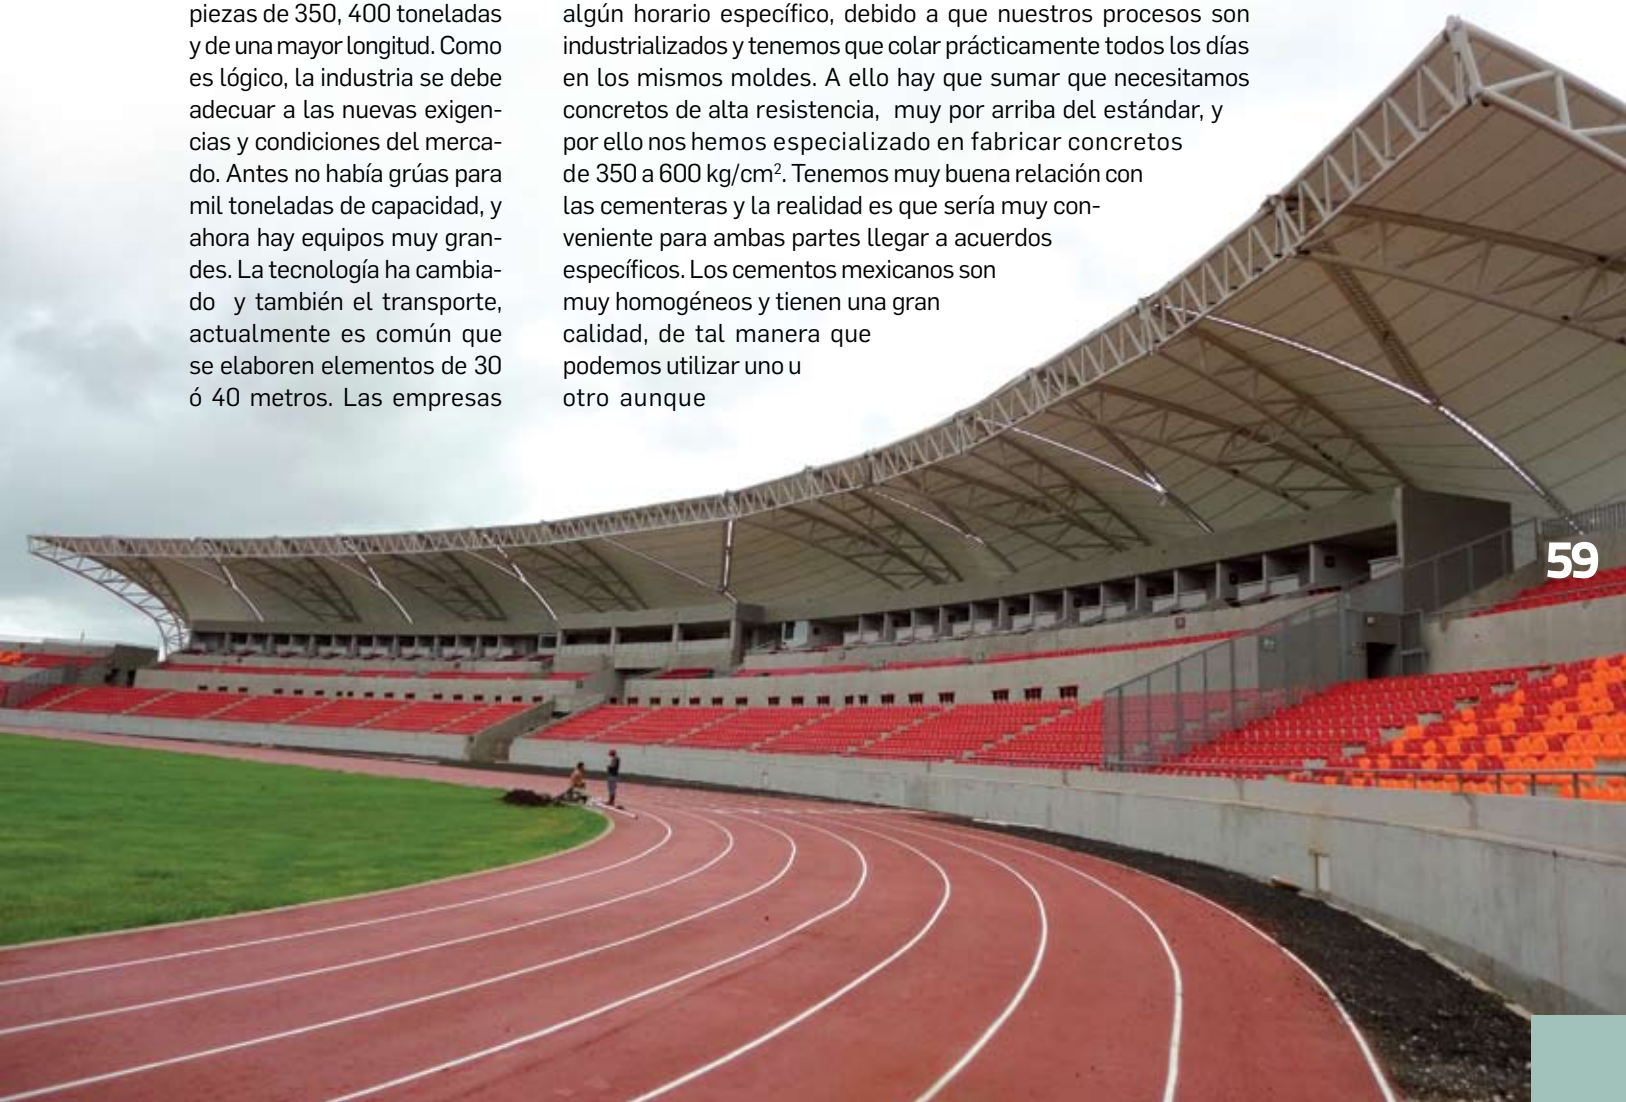 piezas de 350, 400 toneladas
y de una mayor longitud. Como
es lógico, la industria se debe
adecuar a las nuevas exigen-
cias y condiciones del merca-
do. Antes no había grúas para
mil toneladas de capacidad, y
ahora hay equipos muy gran-
des. La tecnología ha cambia-
do y también el transporte,
actualmente es común que
se elaboren elementos de 30
ó 40 metros. Las empresas
algún horario específico, debido a que nuestros procesos son
industrializados y tenemos que colar prácticamente todos los días
en los mismos moldes. A ello hay que sumar que necesitamos
concretos de alta resistencia, muy por arriba del estándar, y
por ello nos hemos especializado en fabricar concretos
de 350 a 600 kg/cm². Tenemos muy buena relación con
las cementeras y la realidad es que sería muy con-
veniente para ambas partes llegar a acuerdos
específicos. Los cementos mexicanos son
muy homogéneos y tienen una gran
calidad, de tal manera que
podemos utilizar uno u
otro aunque
59